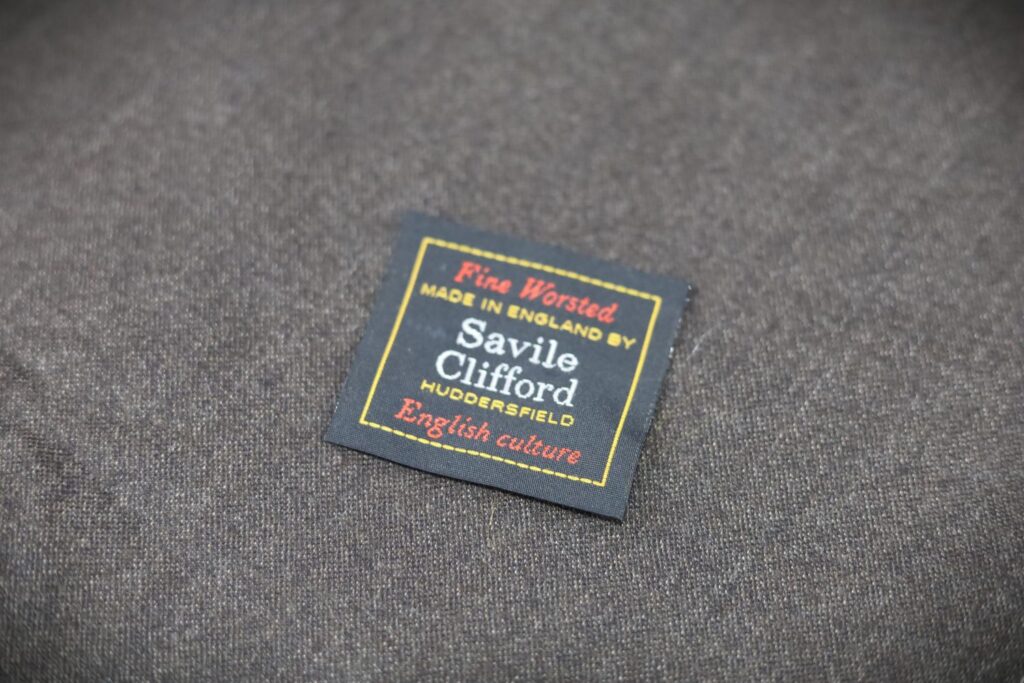 Fine Worsted
MADE IN ENGLAND BY
Savile
Clifford
HUDDERSFIELD
English culture